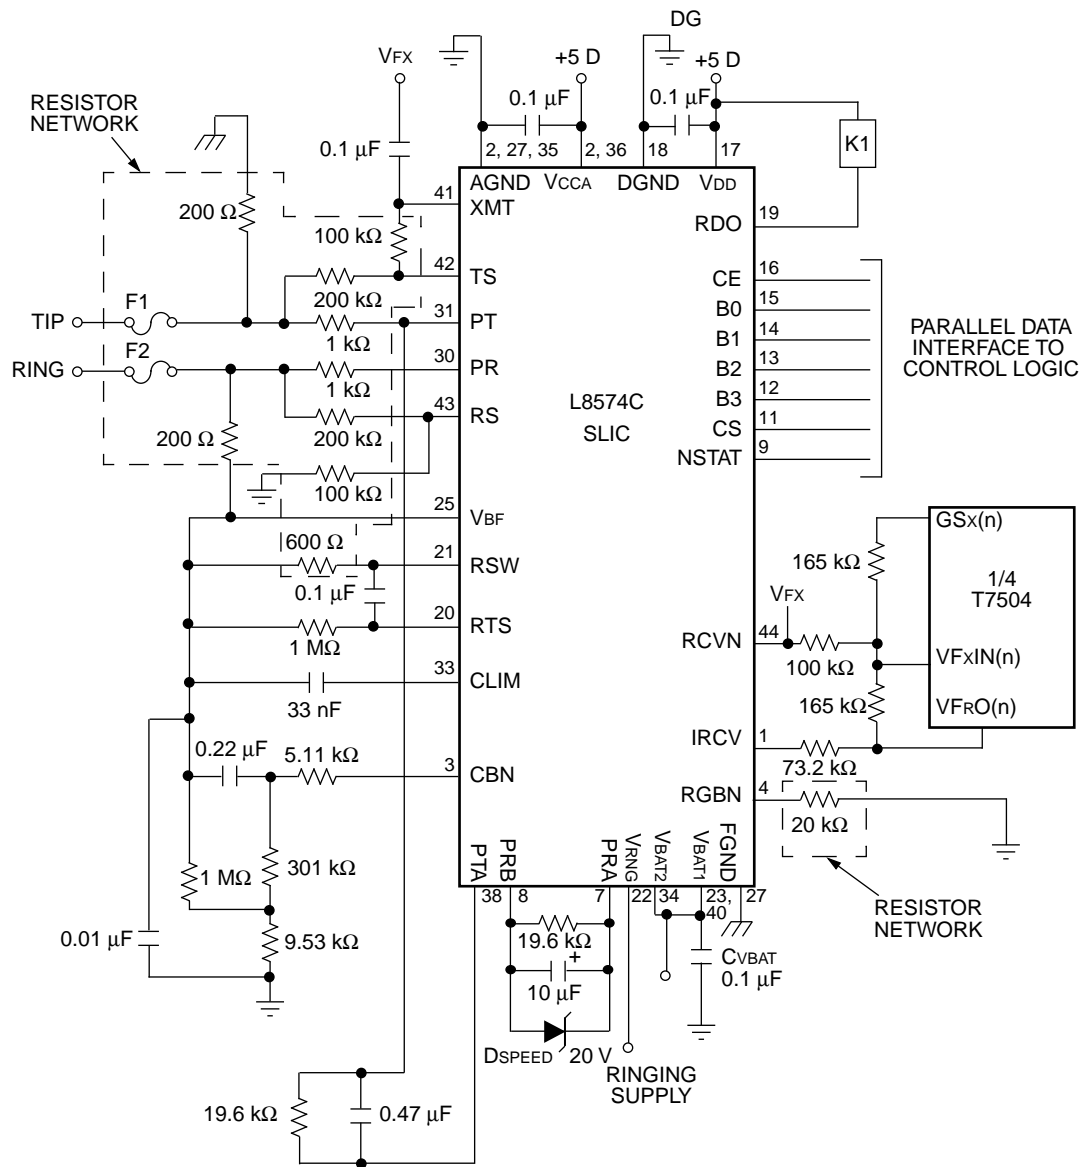 DG
VFX
+5 D
+5 D
RESISTOR
NETWORK
0.1 µF
0.1 µF
0.1 µF
K1
2, 27, 35
2, 36
18
17
AGND
VCCA
DGND
VDD
41
XMT
RDO
19
200 Ω
100 kΩ
42
TS
CE
16
200 kΩ
F1
TIP
31
PT
B0
15
1 kΩ
B1
14
PARALLEL DATA
INTERFACE TO
CONTROL LOGIC
F2
RING
30
PR
B2
13
1 kΩ
43
RS
L8574C
SLIC
B3
12
200 Ω
200 kΩ
CS
11
NSTAT
9
100 kΩ
25
VBF
GSX(n)
600 Ω
21
RSW
165 kΩ
1/4
T7504
0.1 µF
VFX
20
RTS
1 MΩ
RCVN
44
100 kΩ
VFXIN(n)
33
CLIM
33 nF
165 kΩ
VFRO(n)
0.22 µF
5.11 kΩ
3
CBN
IRCV
1
73.2 kΩ
RGBN
4
20 kΩ
1 MΩ
301 kΩ
PTA
PRB
PRA
VRNG
VBAT2
VBAT1
FGND
38
8
7
22
34
23,
40
27
RESISTOR
NETWORK
0.01 µF
9.53 kΩ
19.6 kΩ
+
10 µF
CVBAT
0.1 µF
DSPEED
20 V
RINGING
SUPPLY
19.6 kΩ
0.47 µF